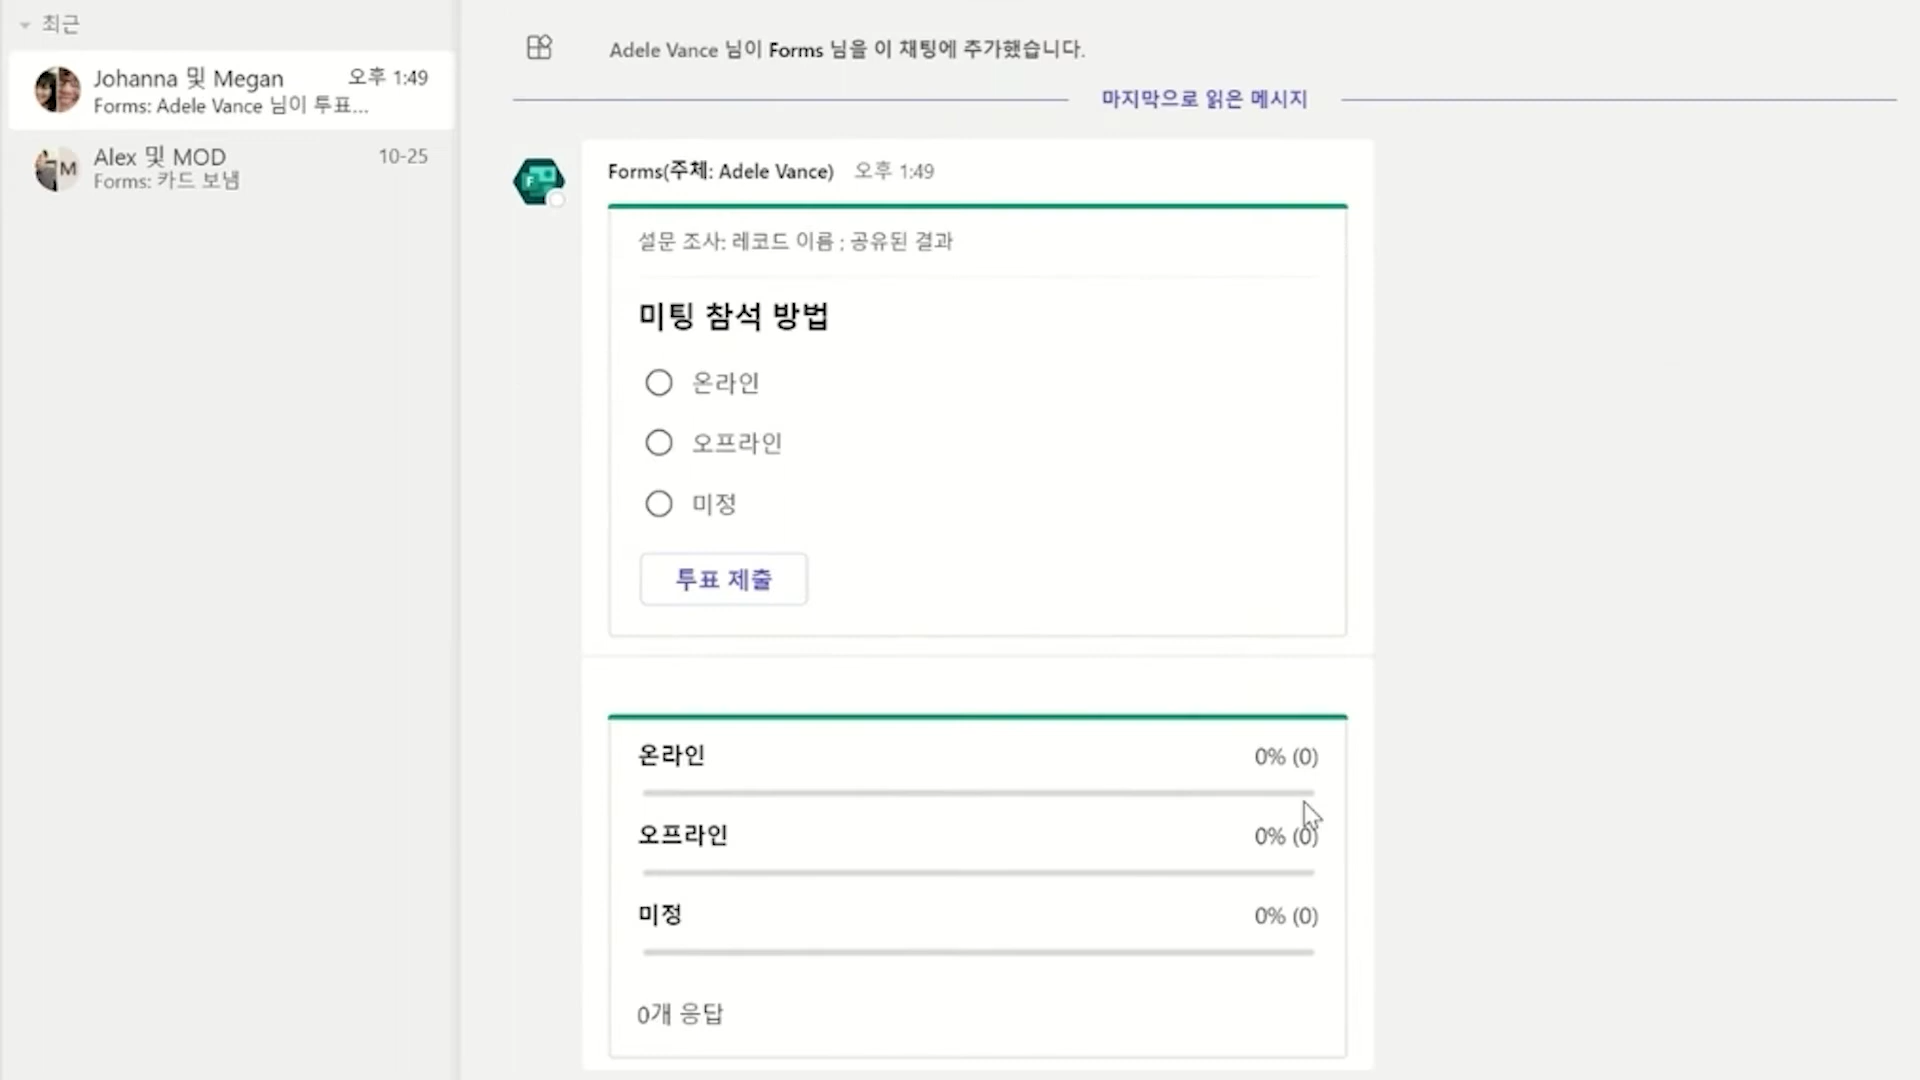 최근
Johanna 및 Megan 오후 1:49
Forms: Adele Vance 님이 투표...
Alex 및 MOD 10-25
M
Forms: 카드 보냄
Adele Vance 님이 Forms 님을 이 채팅에 추가했습니다.
마지막으로 읽은 메시지
F
Forms(주체: Adele Vance) 오후 1:49
설문 조사: 레코드 이름 ; 공유된 결과
미팅 참석 방법
온라인
오프라인
미정
투표 제출
온라인 0% (0)
오프라인 0% (0)
미정 0% (0)
0개 응답